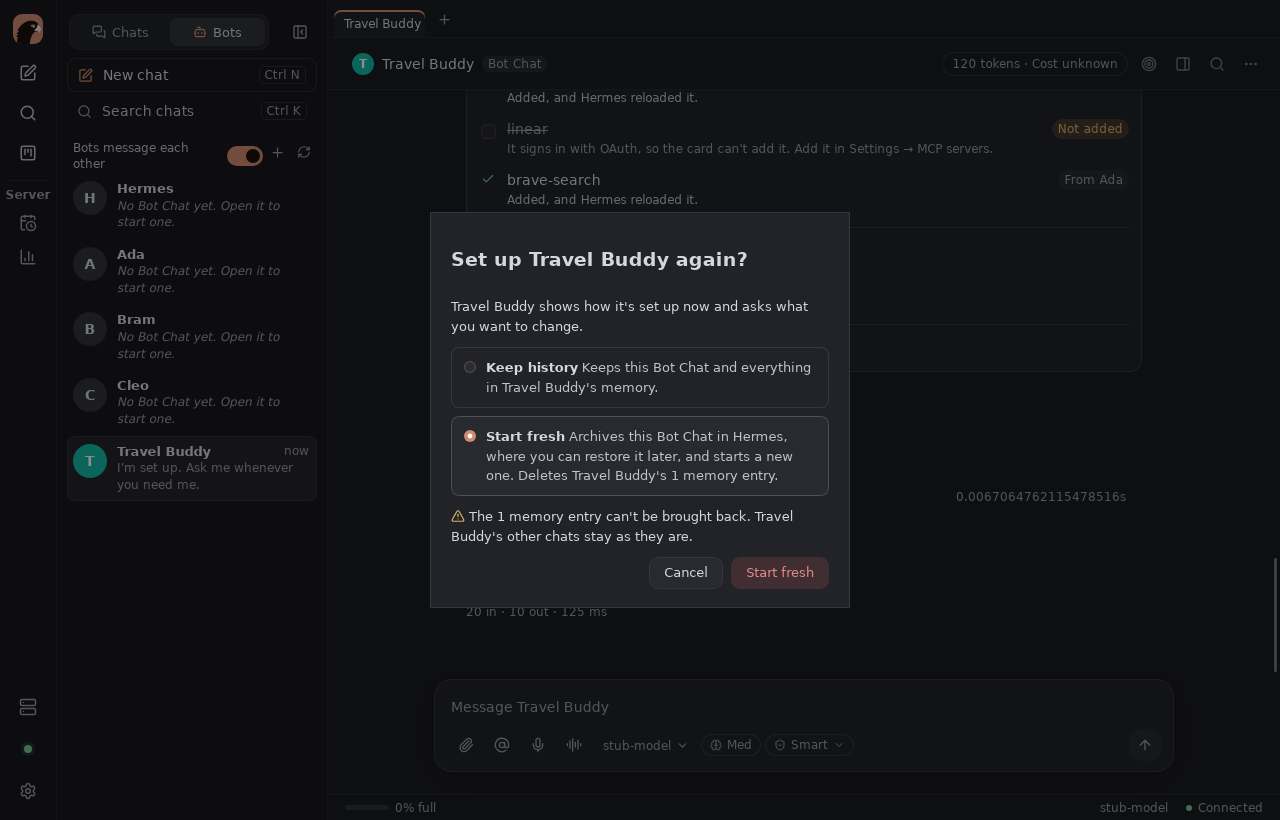 Chats
Bots
New chat
Ctrl N
Search chats
Ctrl K
Bots message each
other
Server
H
Hermes
No Bot Chat yet. Open it to
start one.
A
Ada
No Bot Chat yet. Open it to
start one.
B
Bram
No Bot Chat yet. Open it to
start one.
C
Cleo
No Bot Chat yet. Open it to
start one.
T
Travel Buddy
now
I'm set up. Ask me whenever
you need me.
Travel Buddy
T
Travel Buddy
Bot Chat
120 tokens · Cost unknown
Added, and Hermes reloaded it.
linear
Not added
It signs in with OAuth, so the card can't add it. Add it in Settings → MCP servers.
brave-search
From Ada
Added, and Hermes reloaded it.
Set up Travel Buddy again?
Travel Buddy shows how it's set up now and asks what
you want to change.
Keep history Keeps this Bot Chat and everything
in Travel Buddy's memory.
Start fresh Archives this Bot Chat in Hermes,
where you can restore it later, and starts a new
one. Deletes Travel Buddy's 1 memory entry.
The 1 memory entry can't be brought back. Travel
Buddy's other chats stay as they are.
Cancel
Start fresh
0.0067064762115478516s
20 in · 10 out · 125 ms
Message Travel Buddy
stub-model
Med
Smart
0% full
stub-model
Connected